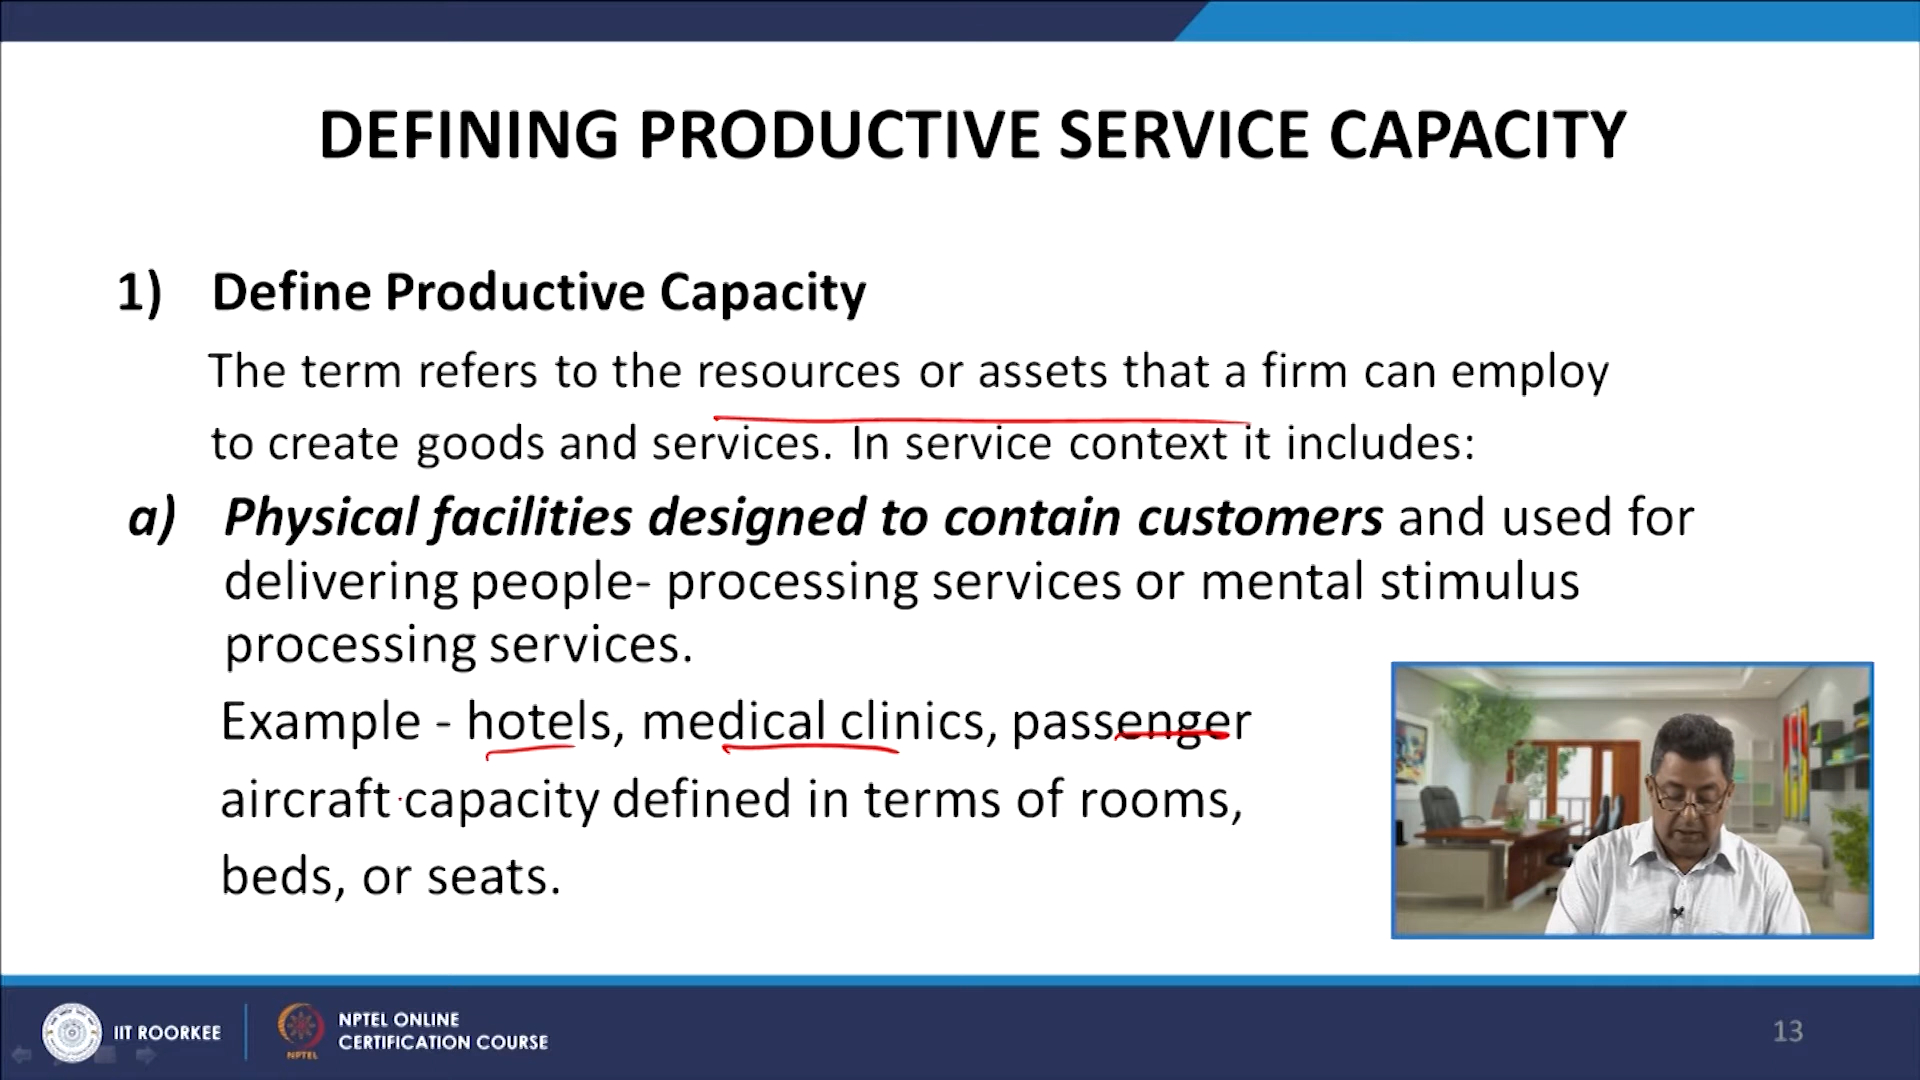 DEFINING PRODUCTIVE SERVICE CAPACITY
1) Define Productive Capacity
The term refers to the resources or assets that a firm can employ
to create goods and services. In service context it includes:
a) Physical facilities designed to contain customers and used for
delivering people- processing services or mental stimulus
processing services.
Example - hotels, medical clinics, passenger
aircraft capacity defined in terms of rooms,
beds, or seats.
IIT ROORKEE
NPTEL
NPTEL ONLINE
CERTIFICATION COURSE
13